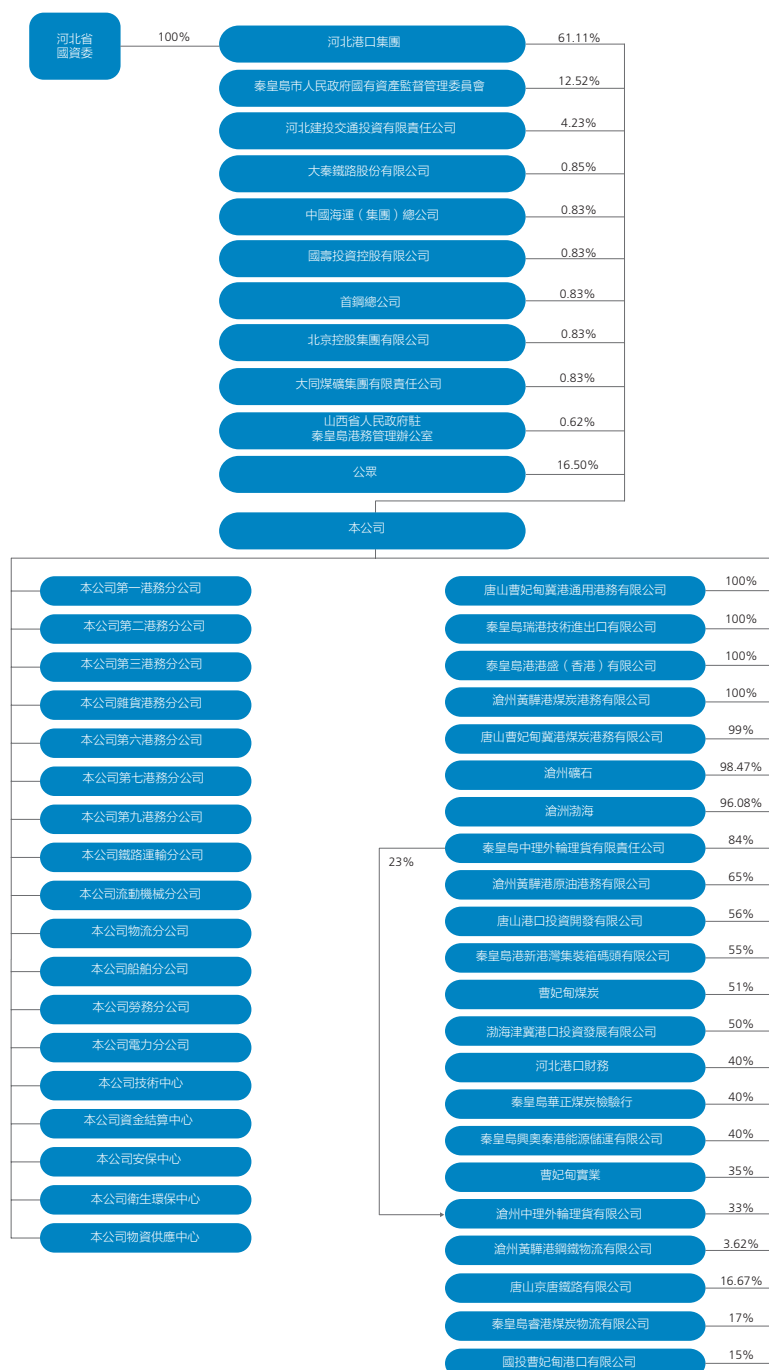 河北省
國資委
100%
河北港口集團
61.11%
秦皇島市人民政府國有資產監督管理委員會
12.52%
河北建投交通投資有限責任公司
4.23%
大秦鐵路股份有限公司
0.85%
中國海運（集團）總公司
0.83%
國壽投資控股有限公司
0.83%
首鋼總公司
0.83%
北京控股集團有限公司
0.83%
大同煤礦集團有限責任公司
0.83%
山西省人民政府駐
秦皇島港務管理辦公室
0.62%
公眾
16.50%
本公司
本公司第一港務分公司
本公司第二港務分公司
本公司第三港務分公司
本公司雜貨港務分公司
本公司第六港務分公司
本公司第七港務分公司
本公司第九港務分公司
本公司鐵路運輸分公司
本公司流動機械分公司
本公司物流分公司
本公司船舶分公司
本公司勞務分公司
本公司電力分公司
本公司技術中心
本公司資金結算中心
本公司安保中心
本公司衛生環保中心
本公司物資供應中心
唐山曹妃甸冀港通用港務有限公司
100%
秦皇島瑞港技術進出口有限公司
100%
泰皇島港港盛（香港）有限公司
100%
滄州黃驊港煤炭港務有限公司
100%
唐山曹妃甸冀港煤炭港務有限公司
99%
滄州礦石
98.47%
滄洲渤海
96.08%
秦皇島中理外輪理貨有限責任公司
84%
23%
滄州黃驊港原油港務有限公司
65%
唐山港口投資開發有限公司
56%
秦皇島港新港灣集裝箱碼頭有限公司
55%
曹妃甸煤炭
51%
渤海津冀港口投資發展有限公司
50%
河北港口財務
40%
秦皇島華正煤炭檢驗行
40%
秦皇島興奧秦港能源儲運有限公司
40%
曹妃甸實業
35%
滄州中理外輪理貨有限公司
33%
滄州黃驊港鋼鐵物流有限公司
3.62%
唐山京唐鐵路有限公司
16.67%
秦皇島睿港煤炭物流有限公司
17%
國投曹妃甸港口有限公司
15%